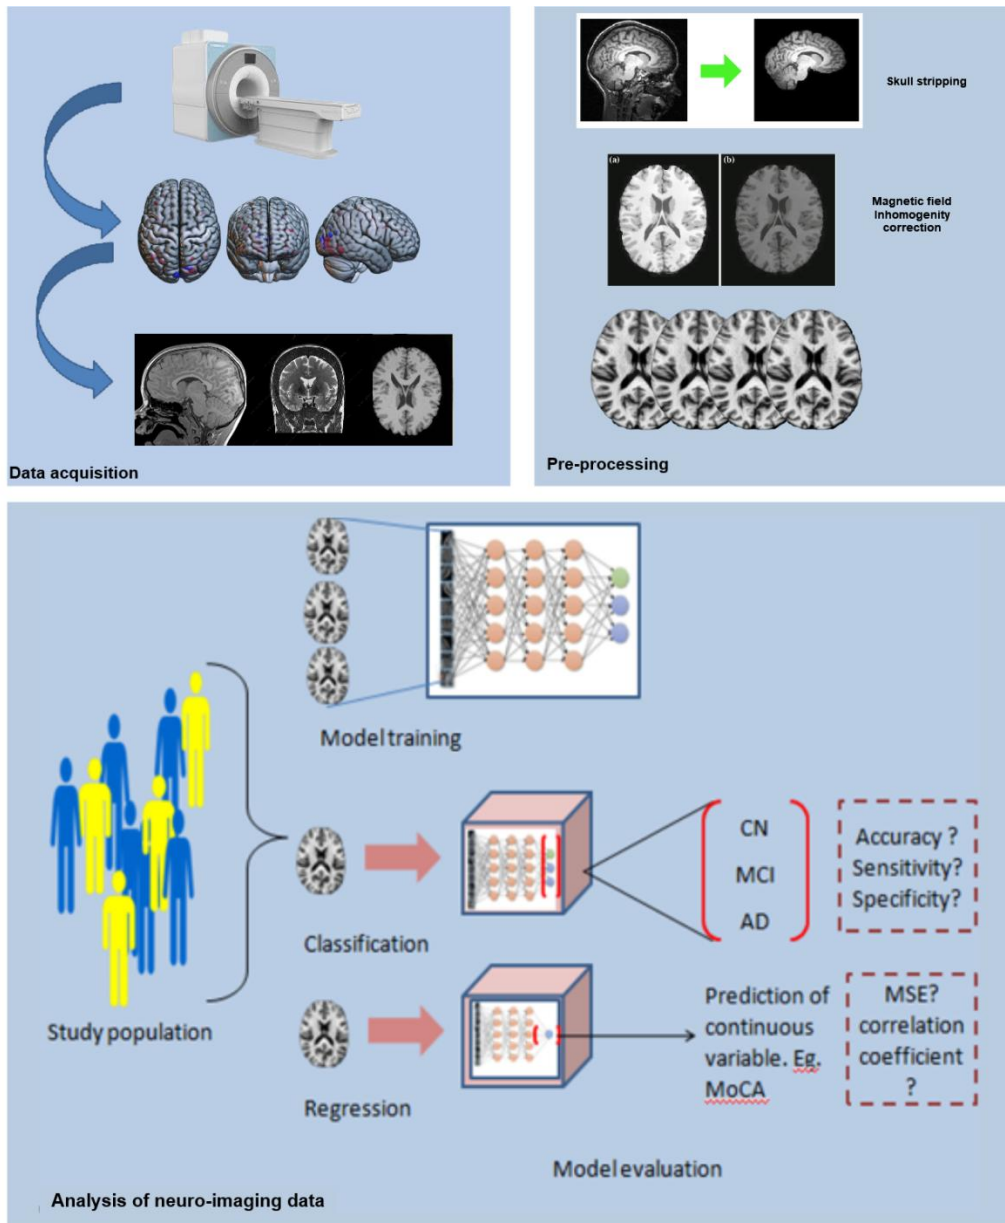 Skull stripping
(a)
(b)
Magnetic field
Inhomogenity
correction
Data acquisition
Pre-processing
Model training
CN
MCI
AD
Accuracy ?
Sensitivity?
Specificity?
Classification
Study population
Prediction of
continuous
variable. Eg.
MoCA
MSE?
correlation
coefficient
?
Regression
Model evaluation
Analysis of neuro-imaging data